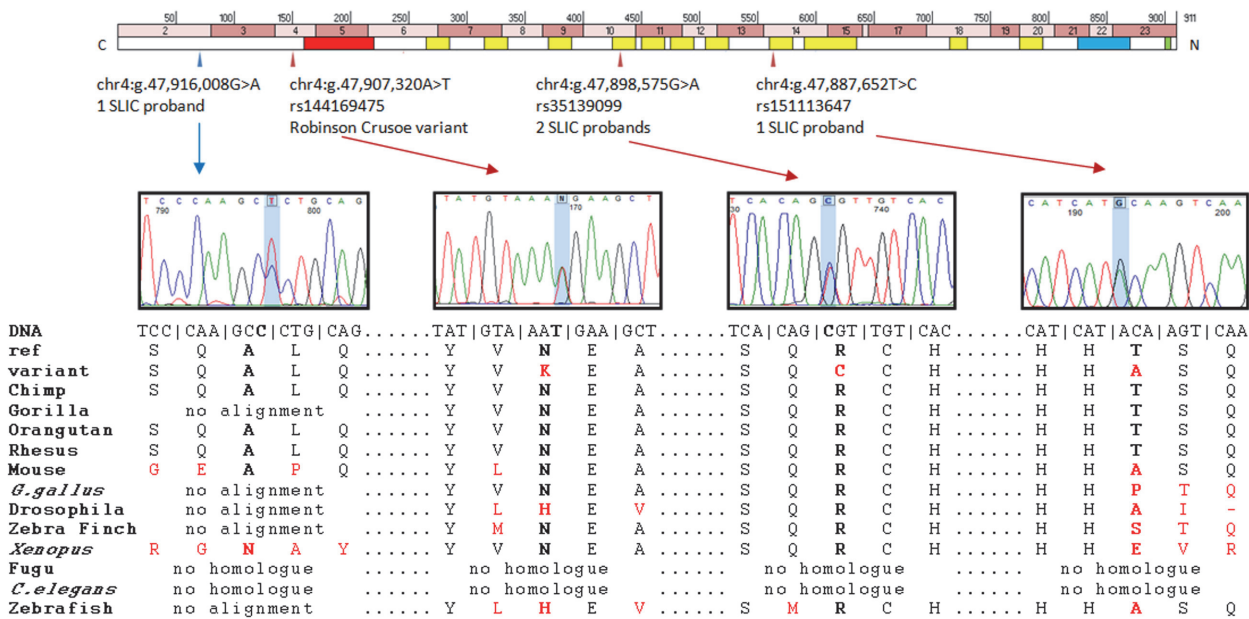 50 100 150 200 250 300 350 400 450 500 550 600 650 700 750 800 850 900 911
2 3 4 5 6 7 8 9 10 11 12 13 14 15 17 18 19 20 21 22 23
C N
chr4:g.47,916,008G>A chr4:g.47,907,320A>T chr4:g.47,898,575G>A chr4:g.47,887,652T>C
1 SLIC proband rs144169475 rs35139099 rs151113647
Robinson Crusoe variant 2 SLIC probands 1 SLIC proband
T C C C A A G C T C T G C A G T A T G T A A A N G A A G C T T C A C A G C G T T G T C A C C A T C A T G C A A G T C A A
790 800 170 30 740 190 200
DNA TCC|CAA|GCC|CTG|CAG......TAT|GTA|AAT|GAA|GCT......TCA|CAG|CGT|TGT|CAC......CAT|CAT|ACA|AGT|CAA
ref S Q A L Q ...... Y V N E A ...... S Q R C H ...... H H T S Q
variant S Q A L Q ...... Y V K E A ...... S Q C C H ...... H H A S Q
Chimp S Q A L Q ...... Y V N E A ...... S Q R C H ...... H H T S Q
Gorilla no alignment ...... Y V N E A ...... S Q R C H ...... H H T S Q
Orangutan S Q A L Q ...... Y V N E A ...... S Q R C H ...... H H T S Q
Rhesus S Q A L Q ...... Y V N E A ...... S Q R C H ...... H H T S Q
Mouse G E A P Q ...... Y L N E A ...... S Q R C H ...... H H A S Q
G.gallus no alignment ...... Y V N E A ...... S Q R C H ...... H H P T Q
Drosophila no alignment ...... Y L H E V ...... S Q R C H ...... H H A I -
Zebra Finch no alignment ...... Y M N E A ...... S Q R C H ...... H H S T Q
Xenopus R G N A Y ...... Y V N E A ...... S Q R C H ...... H H E V R
Fugu no homologue ...... no homologue ...... no homologue ...... no homologue
C.elegans no homologue ...... no homologue ...... no homologue ...... no homologue
Zebrafish no alignment ...... Y L H E V ...... S M R C H ...... H H A S Q